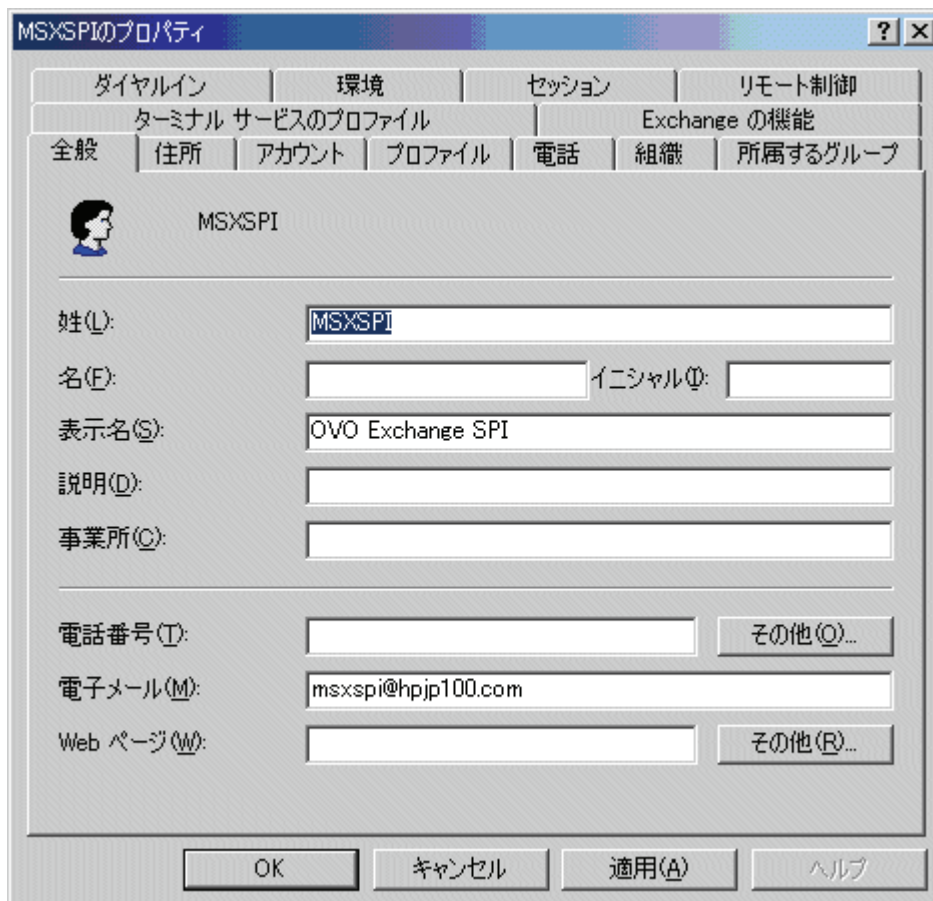 MSXSPIのプロパティ
ダイヤルイン 環境 セッション リモート制御
ターミナル サービスのプロファイル Exchange の機能
全般 住所 アカウント プロファイル 電話 組織 所属するグループ
MSXSPI
姓(L): MSXSPI
名(F): イニシャル(I):
表示名(S): OVO Exchange SPI
説明(D):
事業所(C):
電話番号(T): その他(O)...
電子メール(M): msxspi@hpjp100.com
Web ページ(W): その他(R)...
OK キャンセル 適用(A) ヘルプ